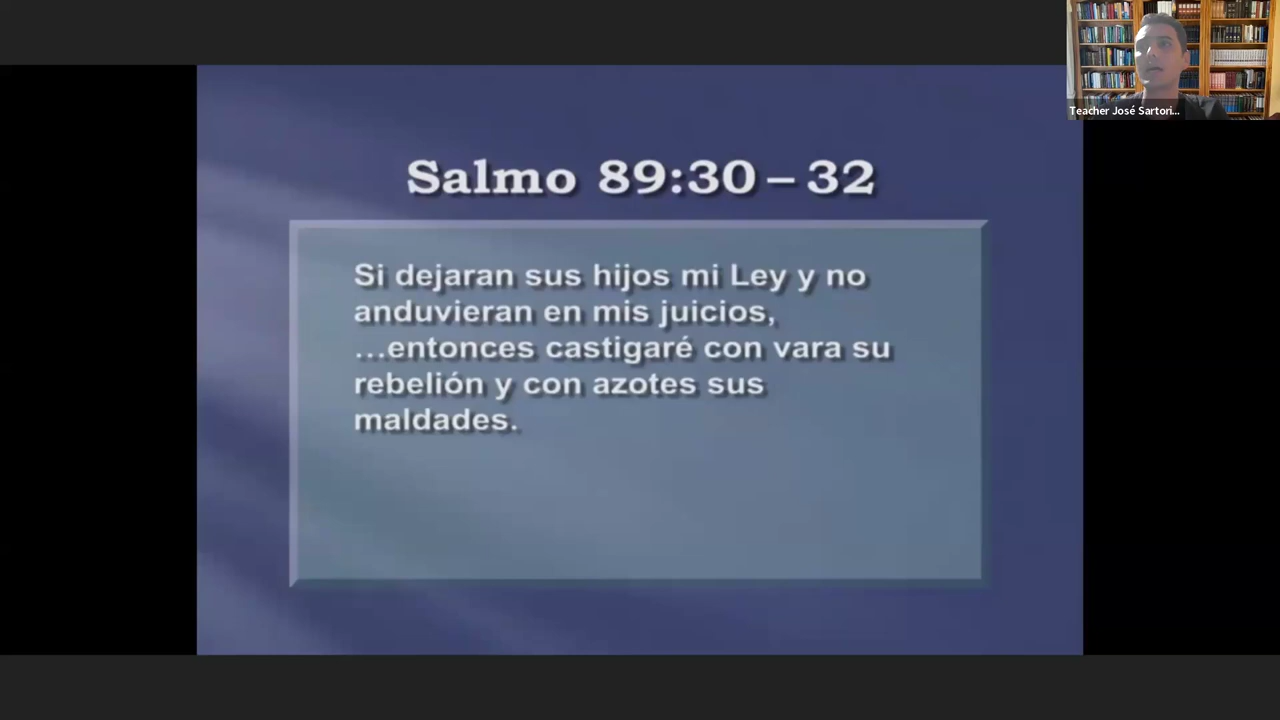 Teacher José Sartori...
Salmo 89:30 – 32
Si dejaran sus hijos mi Ley y no
anduvieran en mis juicios,
...entonces castigaré con vara su
rebelión y con azotes sus
maldades.